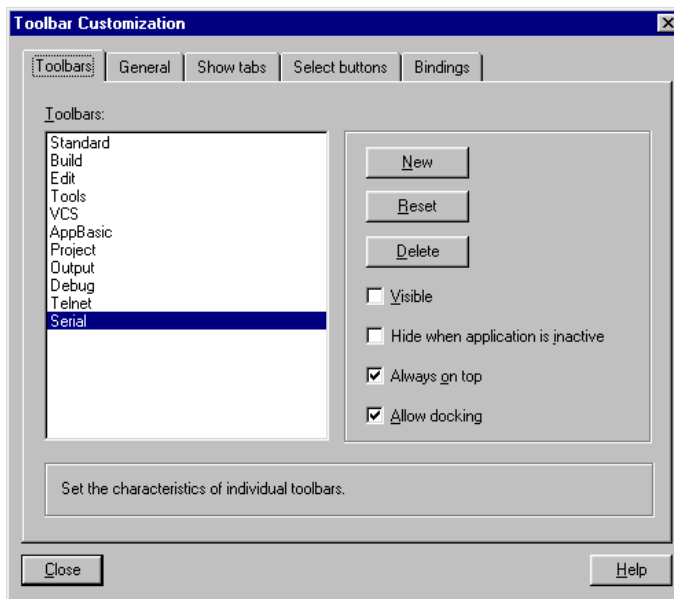 Toolbar Customization
Toolbars General Show tabs Select buttons Bindings
Toolbars:
Standard
Build
Edit
Tools
VCS
AppBasic
Project
Output
Debug
Telnet
Serial
New
Reset
Delete
Visible
Hide when application is inactive
Always on top
Allow docking
Set the characteristics of individual toolbars.
Close Help